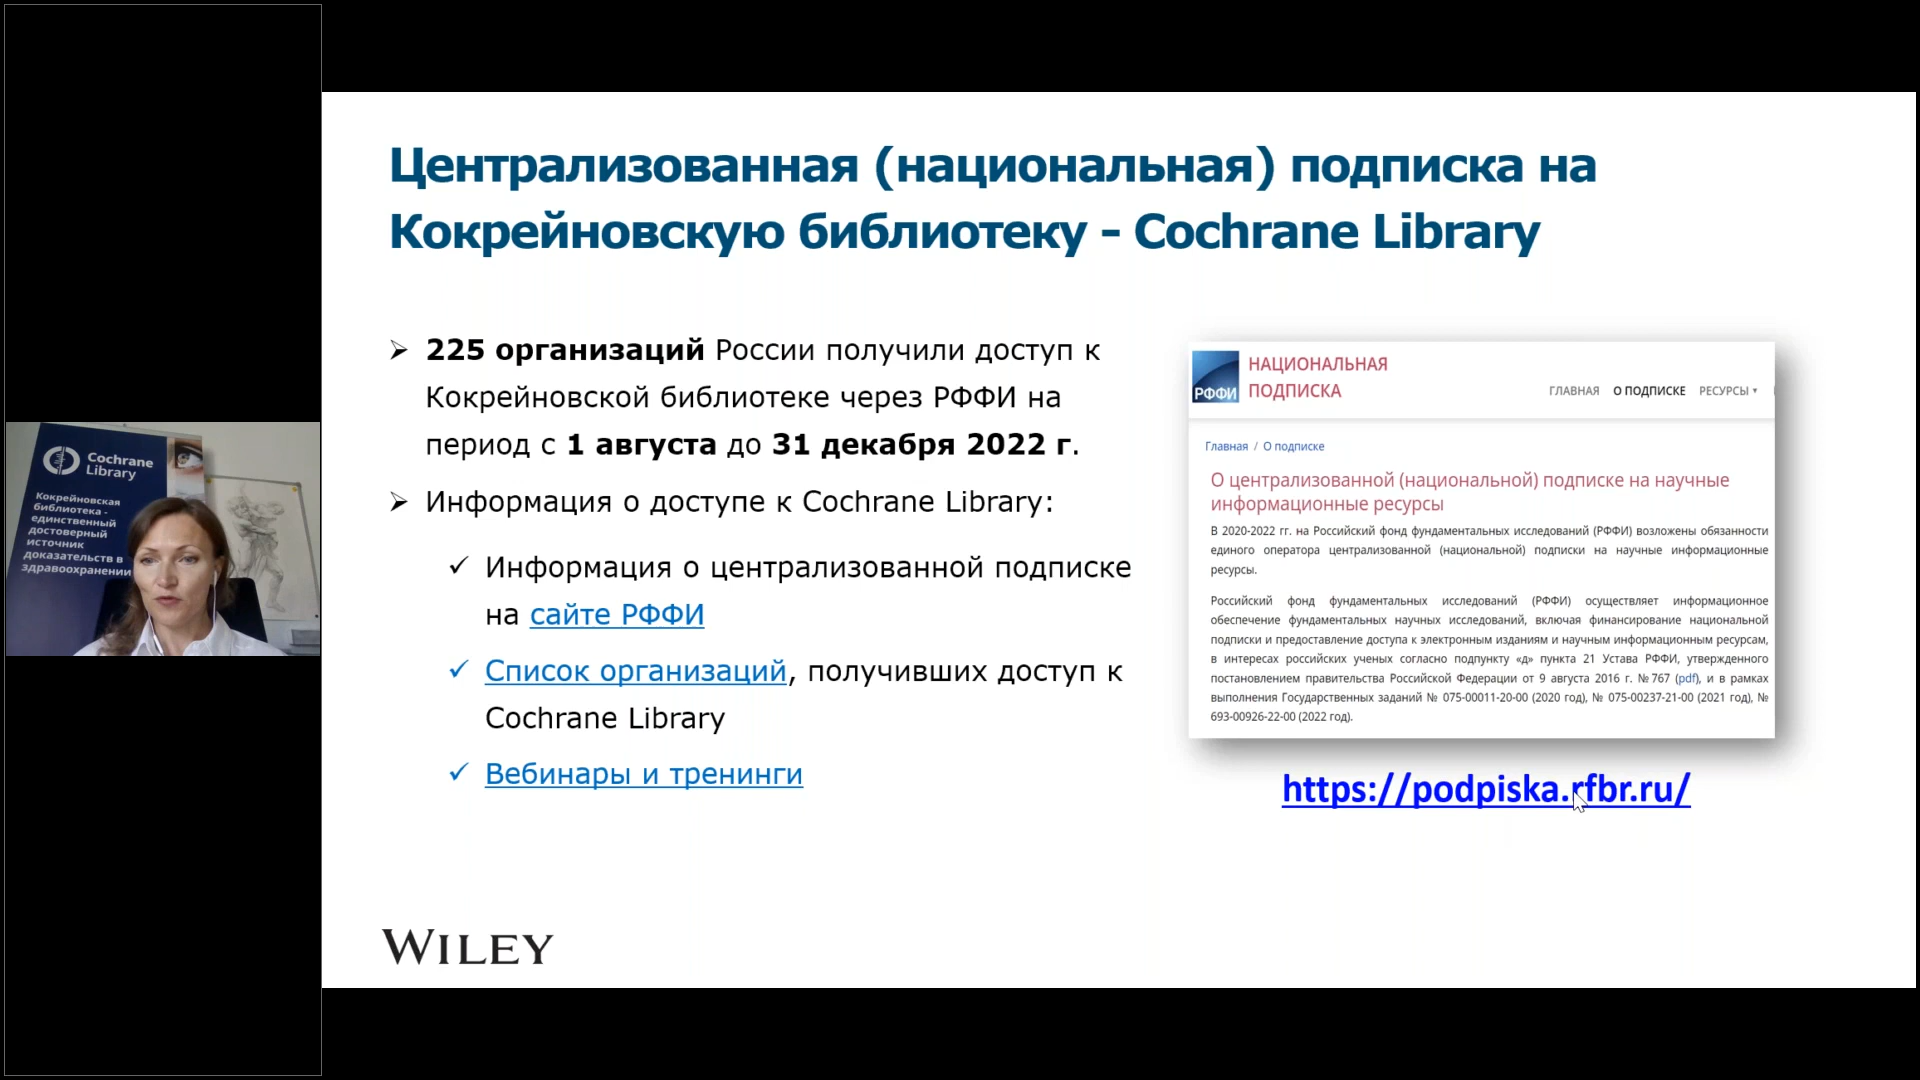 Централизованная (национальная) подписка на
Кокрейновскую библиотеку - Cochrane Library
225 организаций России получили доступ к
Кокрейновской библиотеке через РФФИ на
период с 1 августа до 31 декабря 2022 г.
Информация о доступе к Cochrane Library:
Информация о централизованной подписке
на сайте РФФИ
Список организаций, получивших доступ к
Cochrane Library
Вебинары и тренинги
РФФИ
НАЦИОНАЛЬНАЯ
ПОДПИСКА
ГЛАВНАЯ О ПОДПИСКЕ РЕСУРСЫ
Главная / О подписке
О централизованной (национальной) подписке на научные
информационные ресурсы
В 2020-2022 гг. на Российский фонд фундаментальных исследований (РФФИ) возложены обязанности
единого оператора централизованной (национальной) подписки на научные информационные
ресурсы.
Российский фонд фундаментальных исследований (РФФИ) осуществляет информационное
обеспечение фундаментальных научных исследований, включая финансирование национальной
подписки и предоставление доступа к электронным изданиям и научным информационным ресурсам,
в интересах российских ученых согласно подпункту «д» пункта 21 Устава РФФИ, утвержденного
постановлением правительства Российской Федерации от 9 августа 2016 г. №767 (pdf), и в рамках
выполнения Государственных заданий № 075-00011-20-00 (2020 год), № 075-00237-21-00 (2021 год), №
693-00926-22-00 (2022 год).
https://podpiska.rfbr.ru/
WILEY
Cochrane
Library
Кокрейновская
библиотека -
единственный
достоверный
источник
доказательств в
здравоохранении